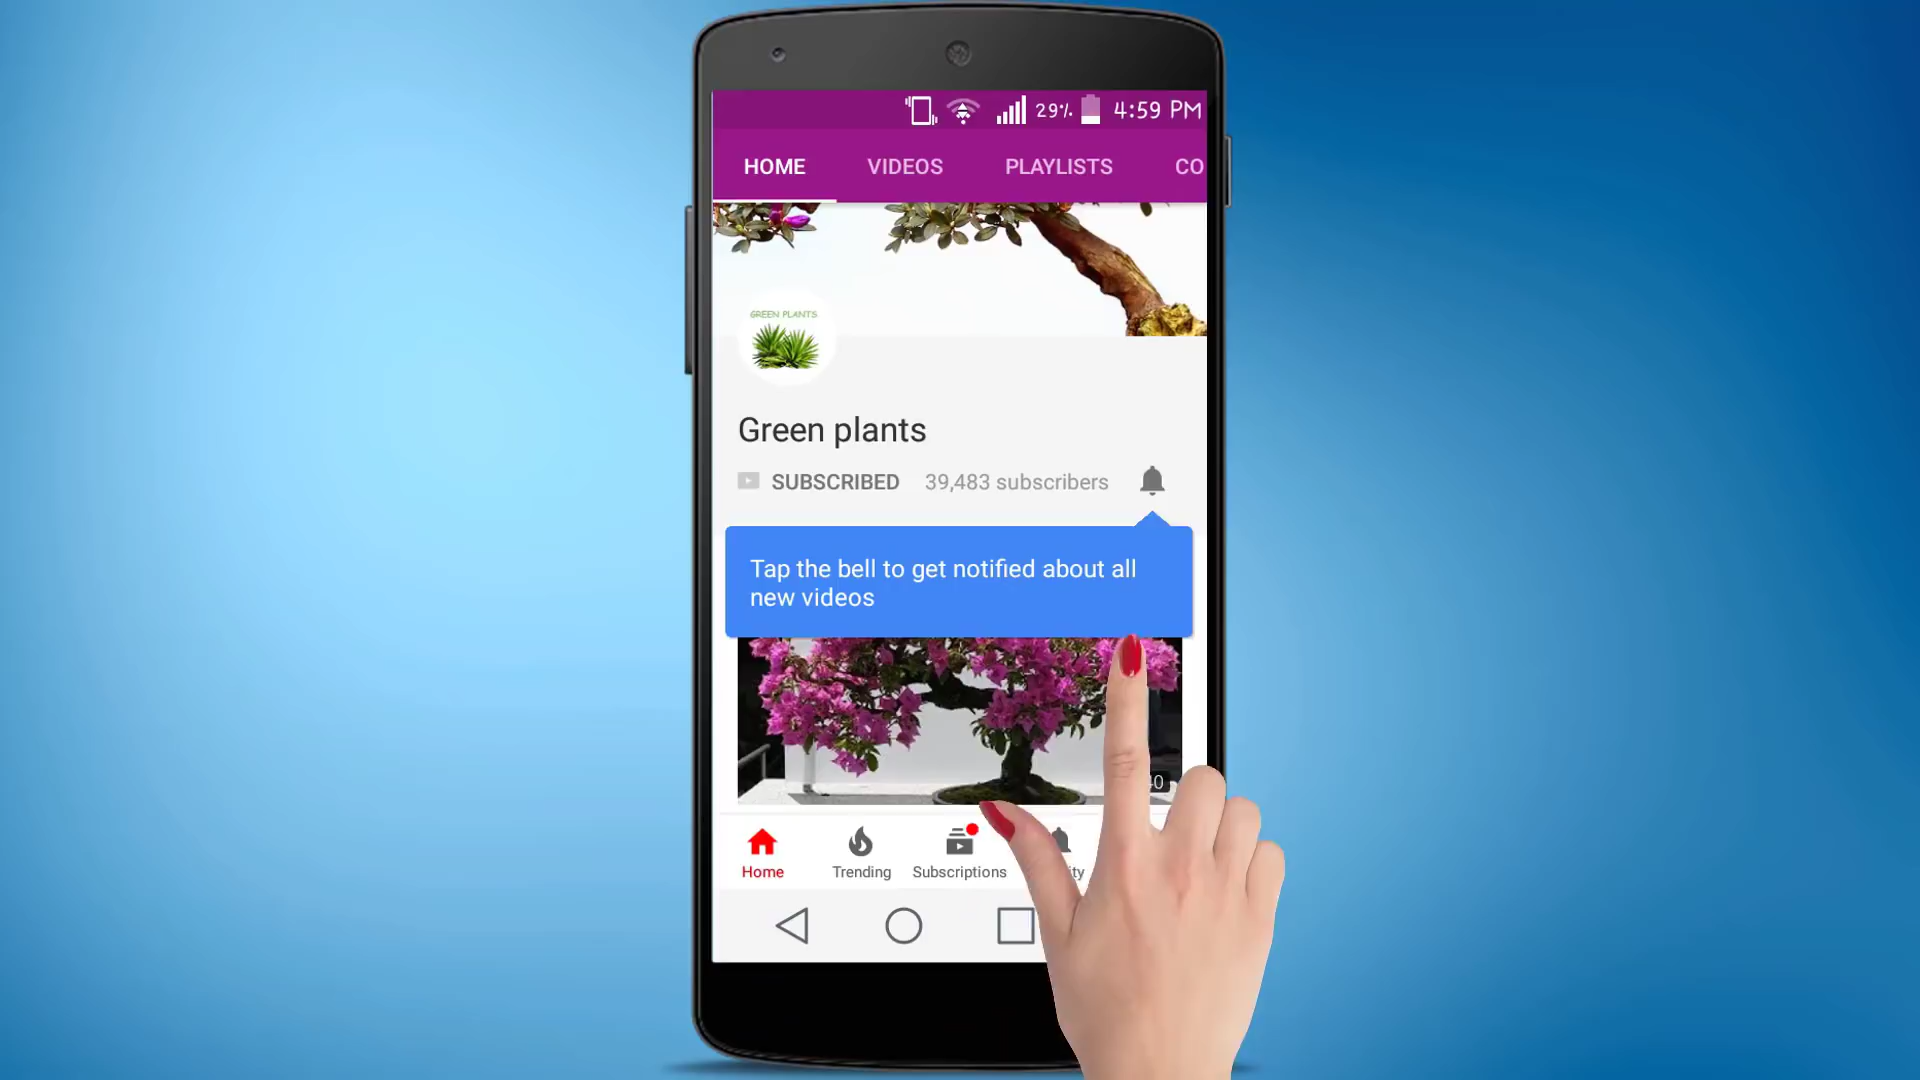 29% 4:59 PM
HOME VIDEOS PLAYLISTS CO
GREEN PLANTS
Green plants
SUBSCRIBED 39,483 subscribers
Tap the bell to get notified about all
new videos
40
Home Trending Subscriptions